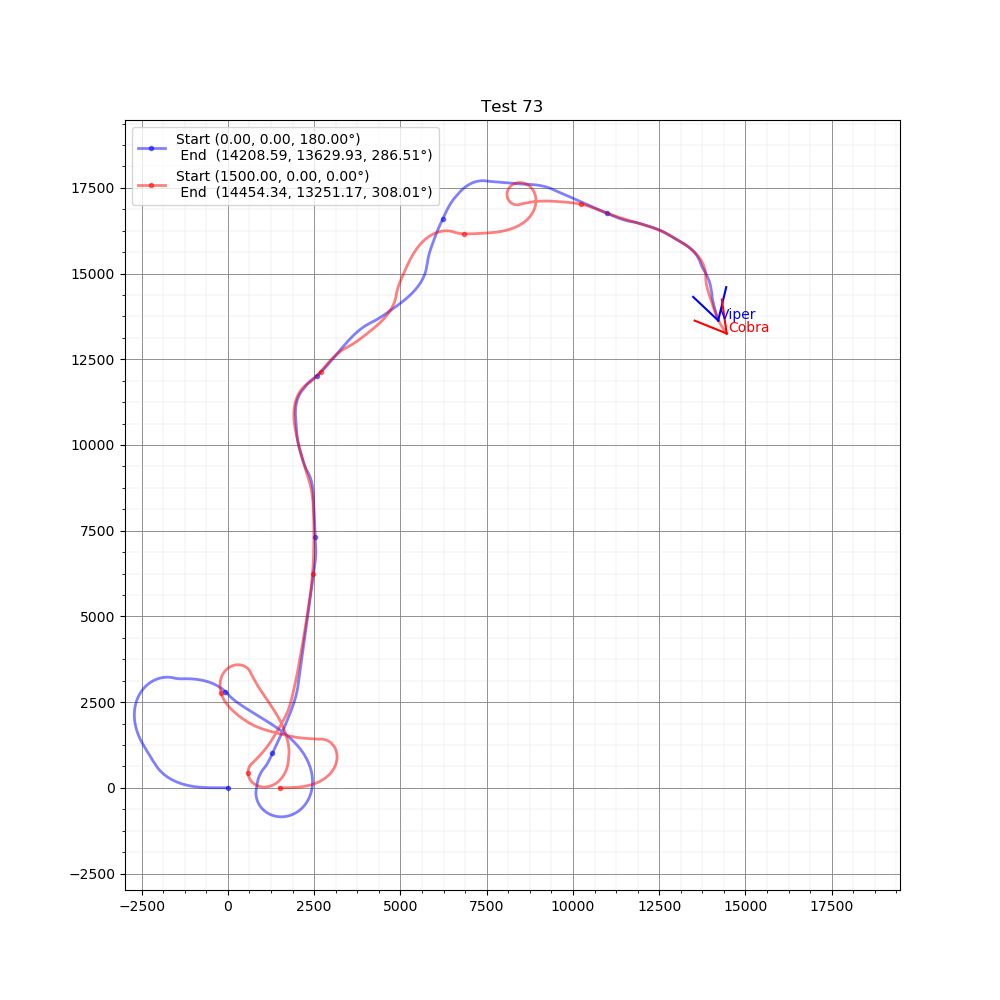 Test 73
Start (0.00, 0.00, 180.00°)
End (14208.59, 13629.93, 286.51°)
Start (1500.00, 0.00, 0.00°)
End (14454.34, 13251.17, 308.01°)
17500
15000
12500
10000
7500
5000
2500
0
−2500
Viper
Cobra
−2500 0 2500 5000 7500 10000 12500 15000 17500